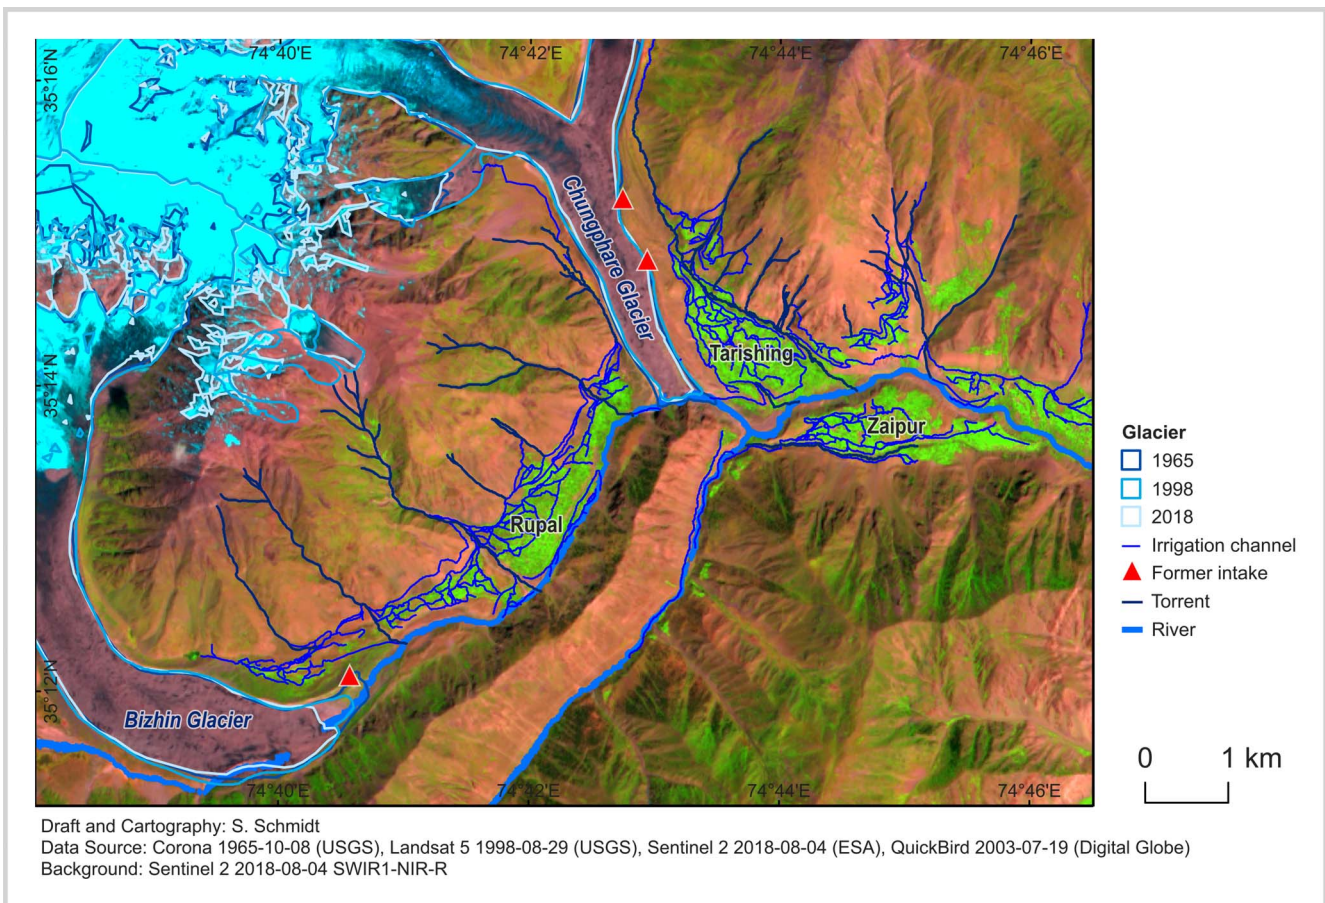 74°40'E
74°42'E
74°44'E
74°46'E
35°16'N
Chungphare Glacier
Tarishing
35°14'N
Zaipur
Rupal
35°12'N
Bizhin Glacier
74°40'E
74°42'E
74°44'E
74°46'E
Glacier
1965
1998
2018
Irrigation channel
Former intake
Torrent
River
0 1 km
Draft and Cartography: S. Schmidt
Data Source: Corona 1965-10-08 (USGS), Landsat 5 1998-08-29 (USGS), Sentinel 2 2018-08-04 (ESA), QuickBird 2003-07-19 (Digital Globe)
Background: Sentinel 2 2018-08-04 SWIR1-NIR-R